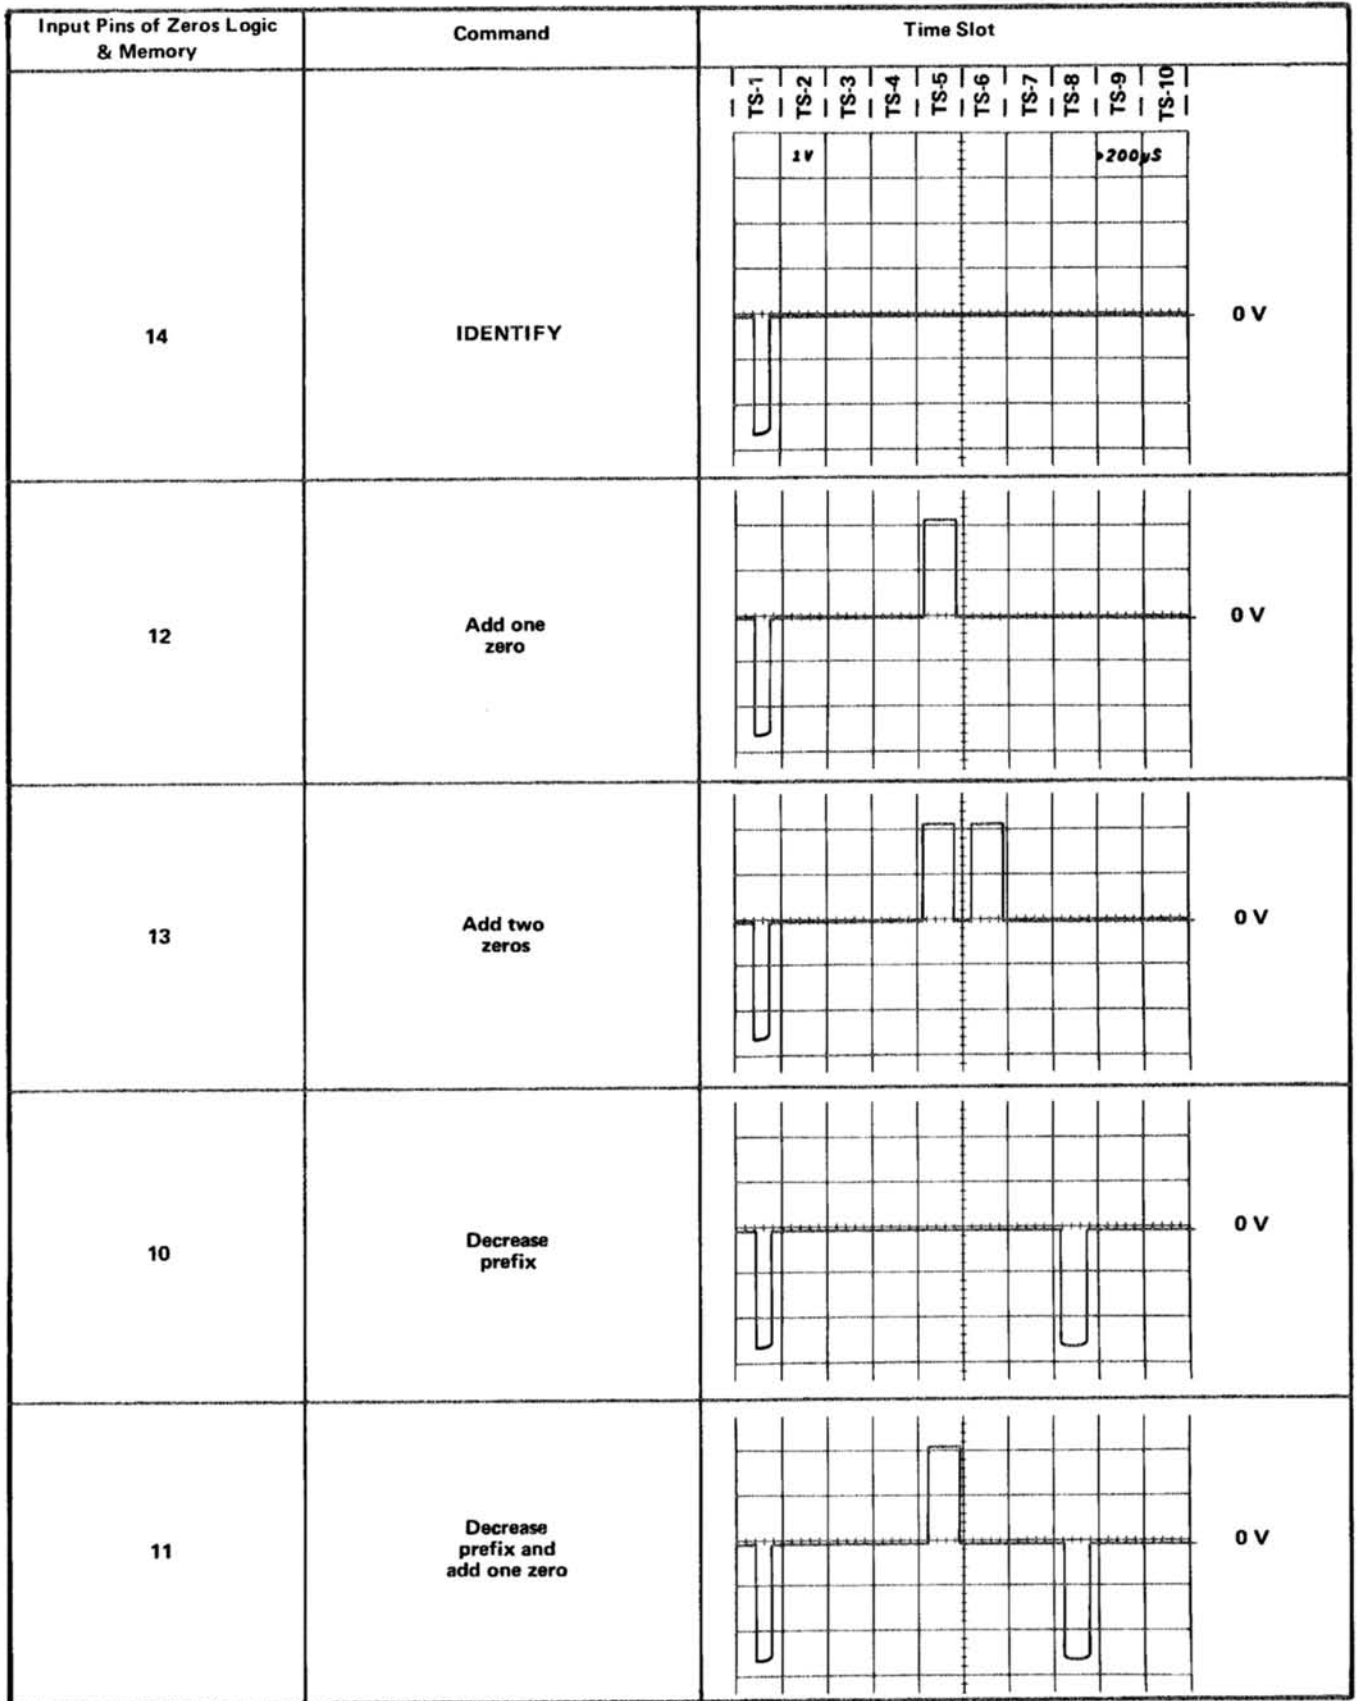 Input Pins of Zeros Logic
& Memory
Command
Time Slot
TS-1
TS-2
TS-3
TS-4
TS-5
TS-6
TS-7
TS-8
TS-9
TS-10
1V
200µS
14
IDENTIFY
0 V
12
Add one
zero
0 V
13
Add two
zeros
0 V
10
Decrease
prefix
0 V
11
Decrease
prefix and
add one zero
0 V